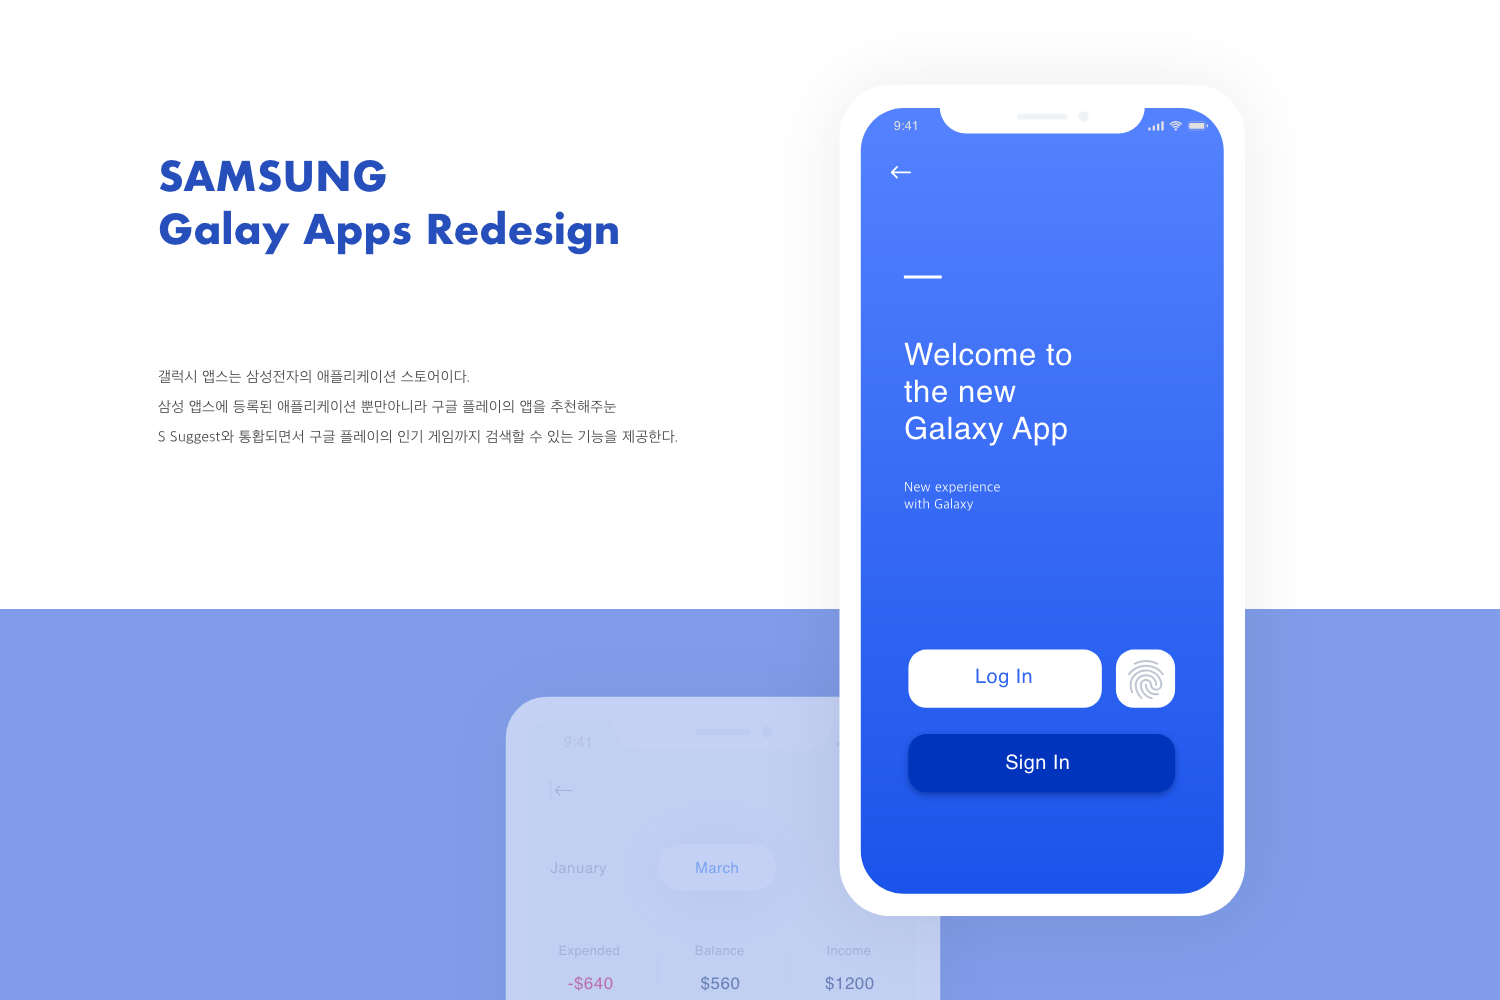 SAMSUNG
Galay Apps Redesign
갤럭시 앱스는 삼성전자의 애플리케이션 스토어이다.
삼성 앱스에 등록된 애플리케이션 뿐만아니라 구글 플레이의 앱을 추천해주눈
S Suggest와 통홥되면서 구글 플레이의 인기 게임까지 검색할 수 있는 기능을 제공한다.
9:41
Welcome to
the new
Galaxy App
New experience
with Galaxy
Log In
Sign In
9:41
January March
Expended Balance Income
-$640 $560 $1200